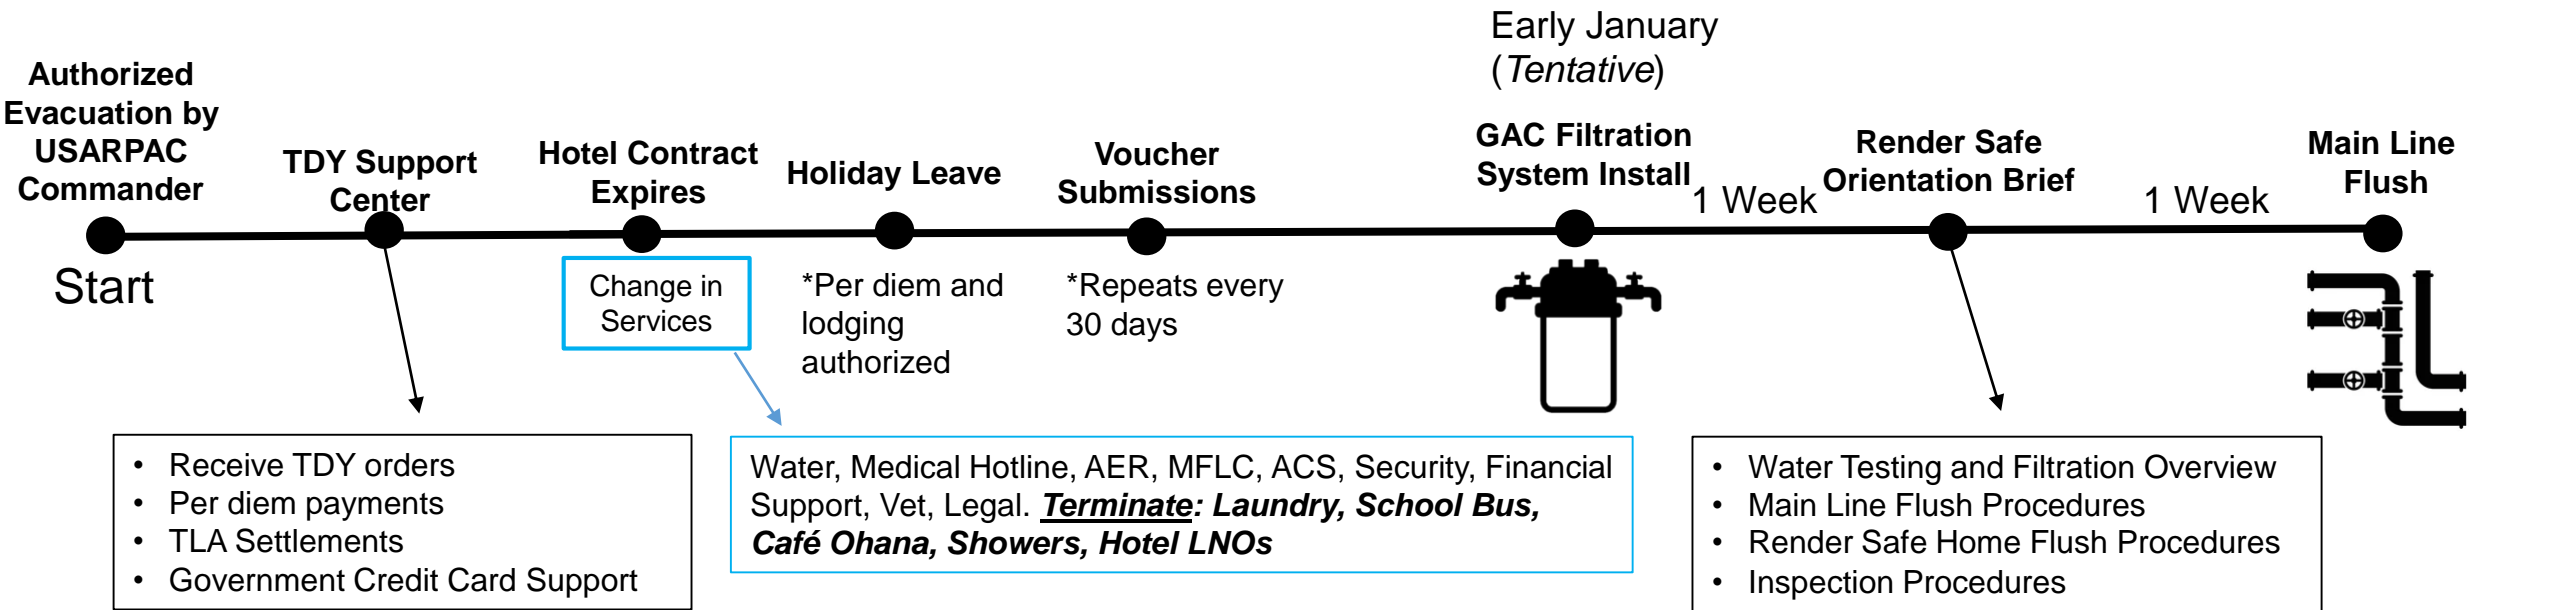 Authorized
Evacuation by
USARPAC
Commander
Start
TDY Support
Center
Hotel Contract
Expires
Change in
Services
Holiday Leave
*Per diem and
lodging
authorized
Voucher
Submissions
*Repeats every
30 days
Early January
(Tentative)
GAC Filtration
System Install
1 Week
Render Safe
Orientation Brief
1 Week
Main Line
Flush
• Receive TDY orders
• Per diem payments
• TLA Settlements
• Government Credit Card Support
Water, Medical Hotline, AER, MFLC, ACS, Security, Financial
Support, Vet, Legal. Terminate: Laundry, School Bus,
Café Ohana, Showers, Hotel LNOs
• Water Testing and Filtration Overview
• Main Line Flush Procedures
• Render Safe Home Flush Procedures
• Inspection Procedures